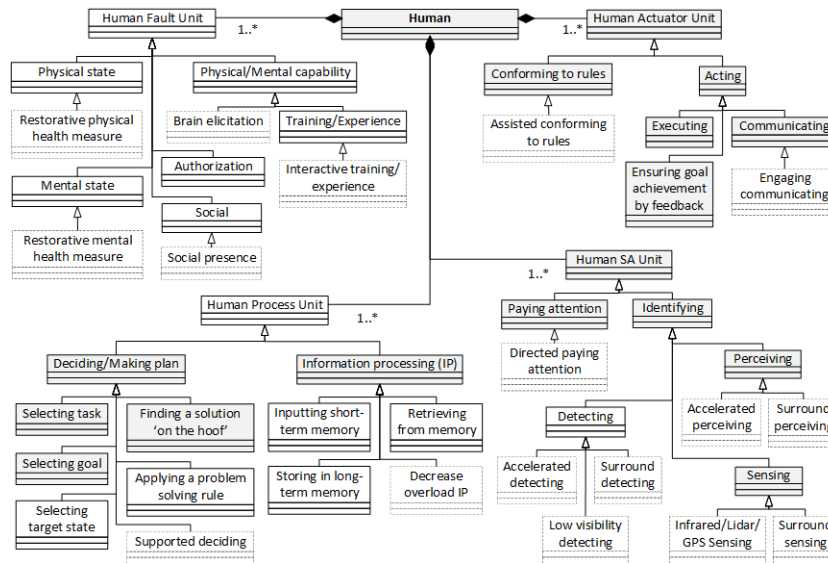 Human Fault Unit
1..*
Human
1..*
Human Actuator Unit
Physical state
Physical/Mental capability
Conforming to rules
Acting
Restorative physical
health measure
Brain elicitation
Training/Experience
Assisted conforming
to rules
Executing
Communicating
Authorization
Interactive training/
experience
Mental state
Ensuring goal
achievement
by feedback
Engaging
communicating
Social
Restorative mental
health measure
Social presence
Human SA Unit
1..*
Human Process Unit
1..*
Paying attention
Identifying
Deciding/Making plan
Information processing (IP)
Directed paying
attention
Perceiving
Selecting task
Finding a solution
'on the hoof'
Inputting short-
term memory
Retrieving
from memory
Detecting
Accelerated
perceiving
Surround
perceiving
Selecting goal
Applying a problem
solving rule
Storing in long-
term memory
Decrease
overload IP
Accelerated
detecting
Surround
detecting
Sensing
Selecting
target state
Supported deciding
Low visibility
detecting
Infrared/Lidar/
GPS Sensing
Surround
sensing